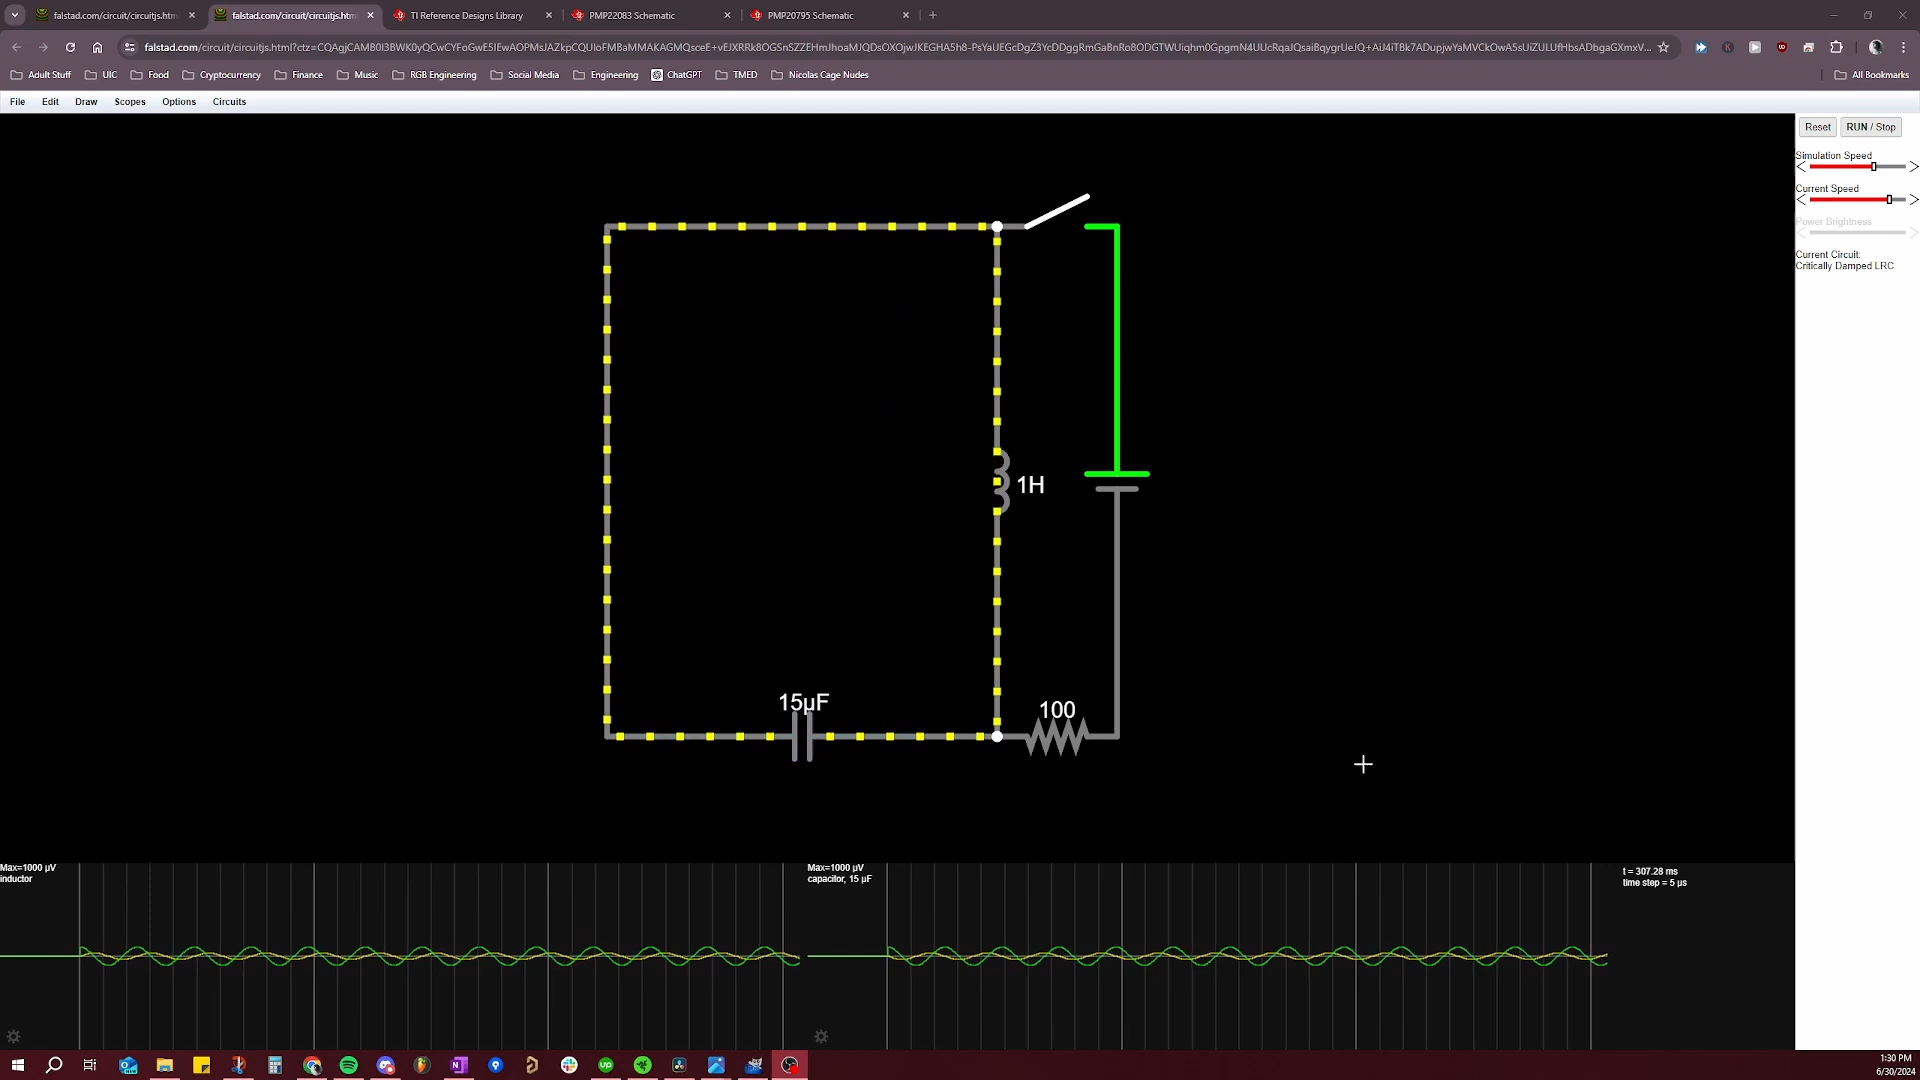 falstad.com/circuit/circuitjs.htm
falstad.com/circuit/circuitjs.htm
TI Reference Designs Library
PMP22083 Schematic
PMP20795 Schematic
Adult Stuff
UIC
Food
Cryptocurrency
Finance
Music
RGB Engineering
Social Media
Engineering
ChatGPT
TMED
Nicolas Cage Nudes
All Bookmarks
File
Edit
Draw
Scopes
Options
Circuits
Reset
RUN / Stop
Simulation Speed
Current Speed
Power Brightness
Current Circuit:
Critically Damped LRC
1H
15μF
100
Max=1000 μV
inductor
Max=1000 μV
capacitor, 15 μF
t = 307.28 ms
time step = 5 μs
1:30 PM
6/30/2024